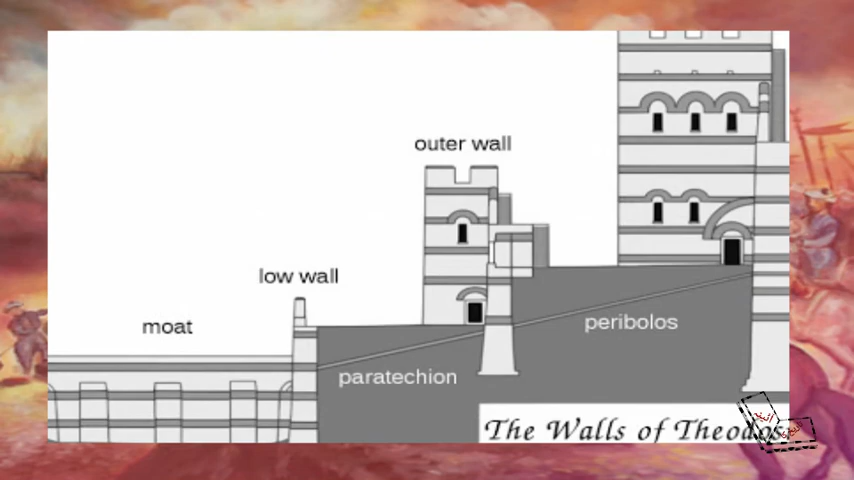 outer wall
low wall
moat
peribolos
paratechion
The Walls of Theodos